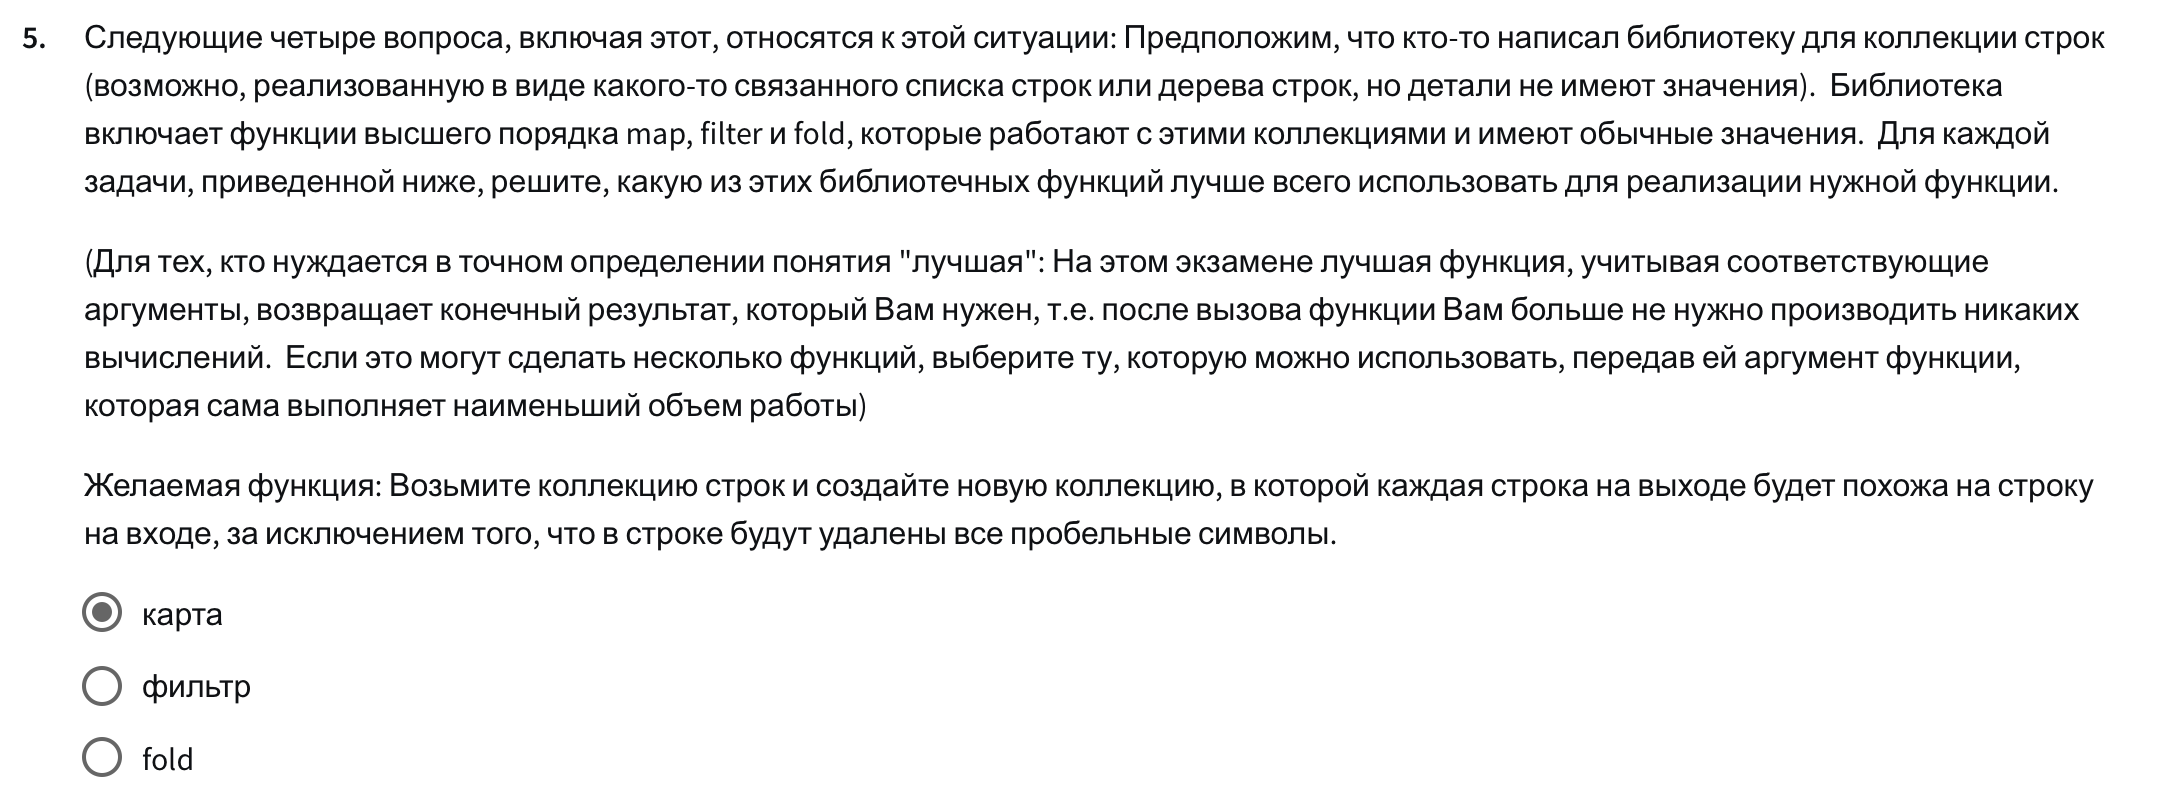 5. Следующие четыре вопроса, включая этот, относятся к этой ситуации: Предположим, что кто-то написал библиотеку для коллекции строк
(возможно, реализованную в виде какого-то связанного списка строк или дерева строк, но детали не имеют значения). Библиотека
включает функции высшего порядка map, filter и fold, которые работают с этими коллекциями и имеют обычные значения. Для каждой
задачи, приведенной ниже, решите, какую из этих библиотечных функций лучше всего использовать для реализации нужной функции.
(Для тех, кто нуждается в точном определении понятия "лучшая": На этом экзамене лучшая функция, учитывая соответствующие
аргументы, возвращает конечный результат, который Вам нужен, т.е. после вызова функции Вам больше не нужно производить никаких
вычислений. Если это могут сделать несколько функций, выберите ту, которую можно использовать, передав ей аргумент функции,
которая сама выполняет наименьший объем работы)
Желаемая функция: Возьмите коллекцию строк и создайте новую коллекцию, в которой каждая строка на выходе будет похожа на строку
на входе, за исключением того, что в строке будут удалены все пробельные символы.
карта
фильтр
fold